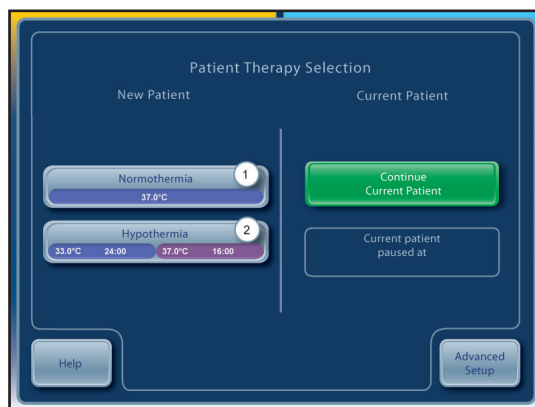 Patient Therapy Selection
New Patient
Current Patient
Normothermia
1
37.0°C
Hypothermia
2
33.0°C 24:00 37.0°C 16:00
Continue
Current Patient
Current patient
paused at
Help
Advanced
Setup